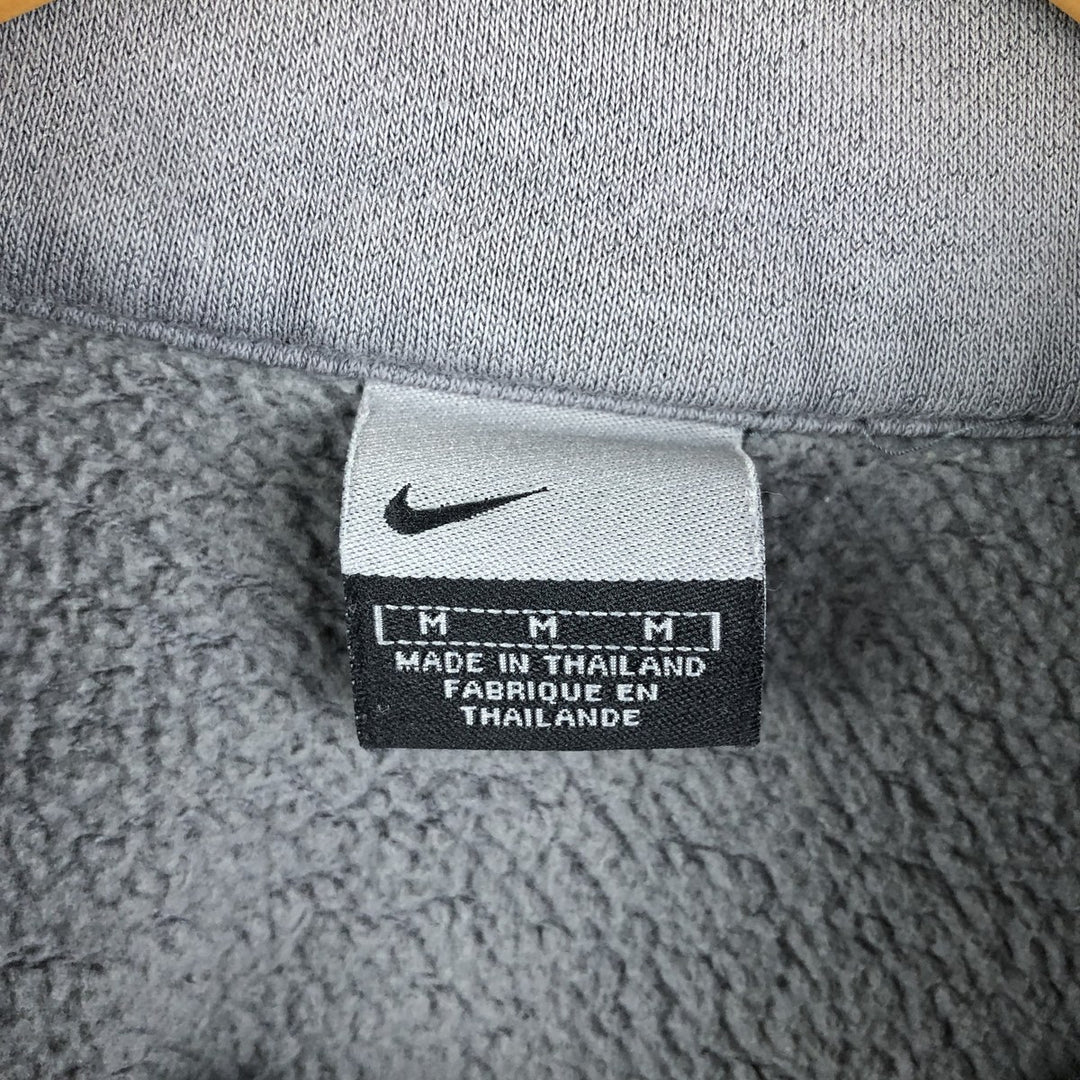 M M M
MADE IN THAILAND
FABRIQUE EN
THAILANDE